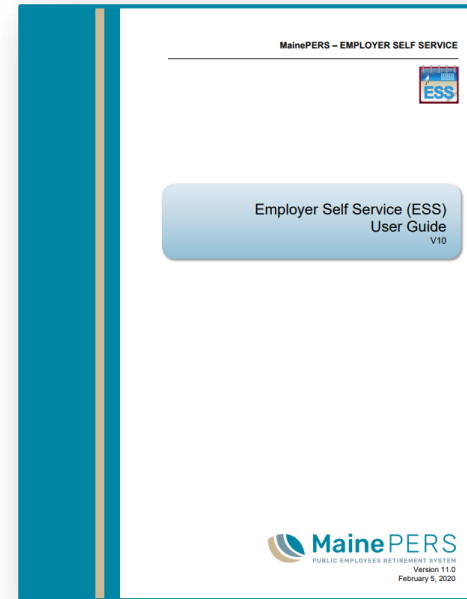 MainePERS – EMPLOYER SELF SERVICE
ESS
Employer Self Service (ESS)
User Guide
V10
MainePERS
PUBLIC EMPLOYEES RETIREMENT SYSTEM
Version 11.0
February 5, 2020